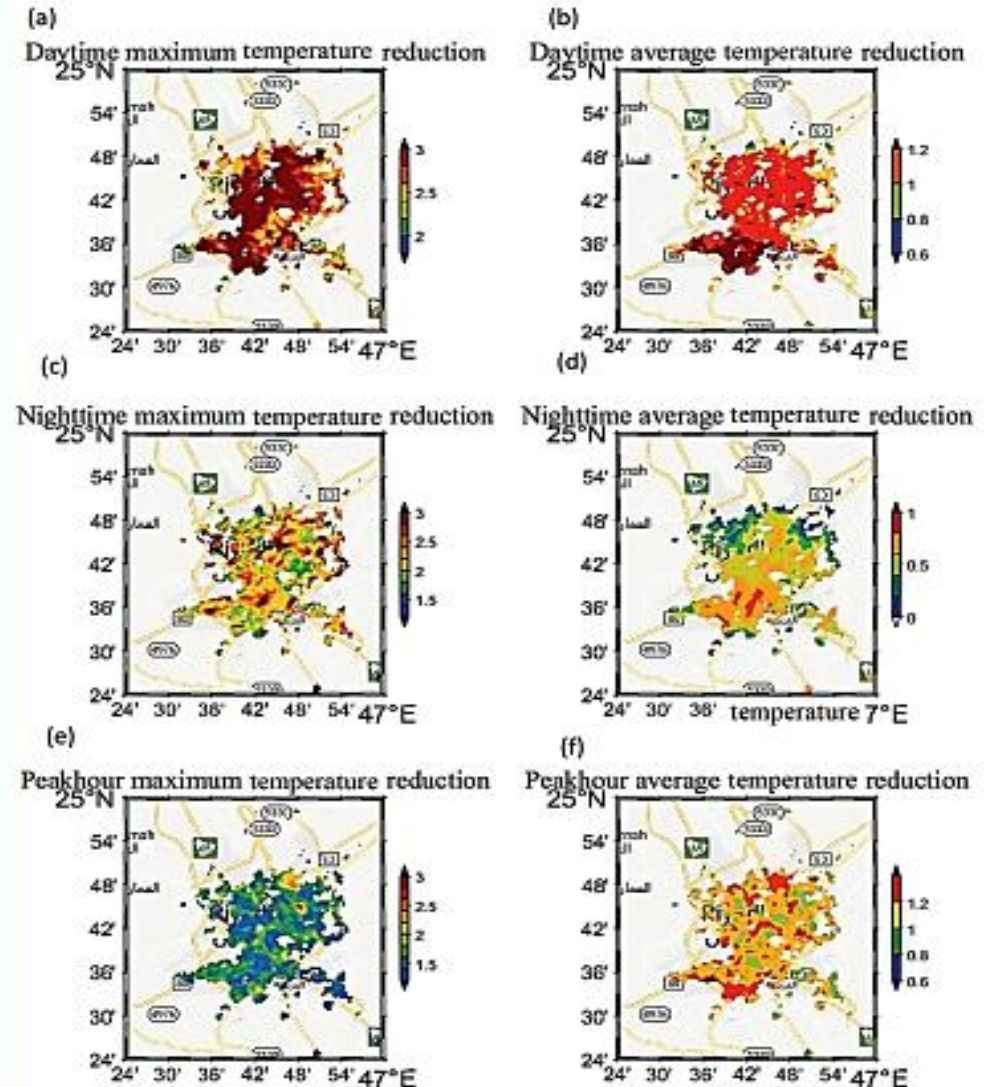 (a)
Daytime maximum temperature reduction
25°N
54'
48'
42'
36'
30'
24'
24' 30' 36' 42' 48' 54' 47°E
3
2.5
2
(b)
Daytime average temperature reduction
25°N
54'
48'
42'
36'
30'
24'
24' 30' 36' 42' 48' 54' 47°E
1.2
1
0.8
0.6
(c)
Nighttime maximum temperature reduction
25°N
54'
48'
42'
36'
30'
24'
24' 30' 36' 42' 48' 54' 47°E
3
2.5
2
1.5
(d)
Nighttime average temperature reduction
25°N
54'
48'
42'
36'
30'
24'
24' 30' 36' temperature 7°E
1
0.5
0
(e)
Peakhour maximum temperature reduction
25°N
54'
48'
42'
36'
30'
24'
24' 30' 36' 42' 48' 54' 47°E
3
2.5
2
1.5
(f)
Peakhour average temperature reduction
25°N
54'
48'
42'
36'
30'
24'
24' 30' 36' 42' 48' 54' 47°E
1.2
1
0.8
0.6